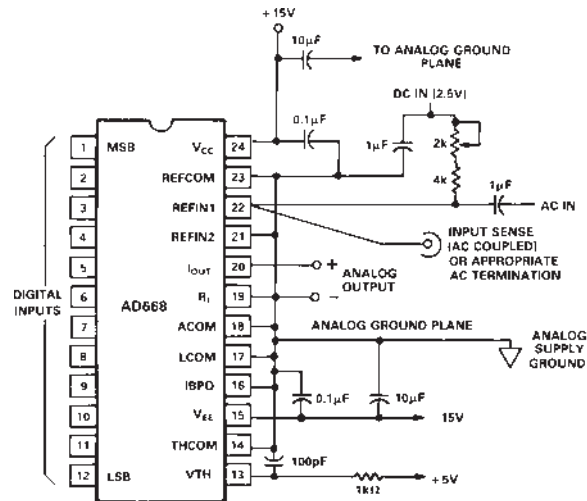 +15V
10μF
TO ANALOG GROUND
PLANE
DC IN (2.5V)
0.1μF
1μF
2k
4k
1μF
AC IN
INPUT SENSE
(AC COUPLED)
OR APPROPRIATE
AC TERMINATION
DIGITAL
INPUTS
AD668
1 MSB
2
3
4
5
6
7
8
9
10
11
12 LSB
VCC 24
REFCOM 23
REFIN1 22
REFIN2 21
IOUT 20
RL 19
ACOM 18
LCOM 17
IBPO 16
VEE 15
THCOM 14
VTH 13
+
ANALOG
OUTPUT
–
ANALOG GROUND PLANE
ANALOG
SUPPLY
GROUND
0.1μF
10μF
15V
100pF
1kΩ
+5V